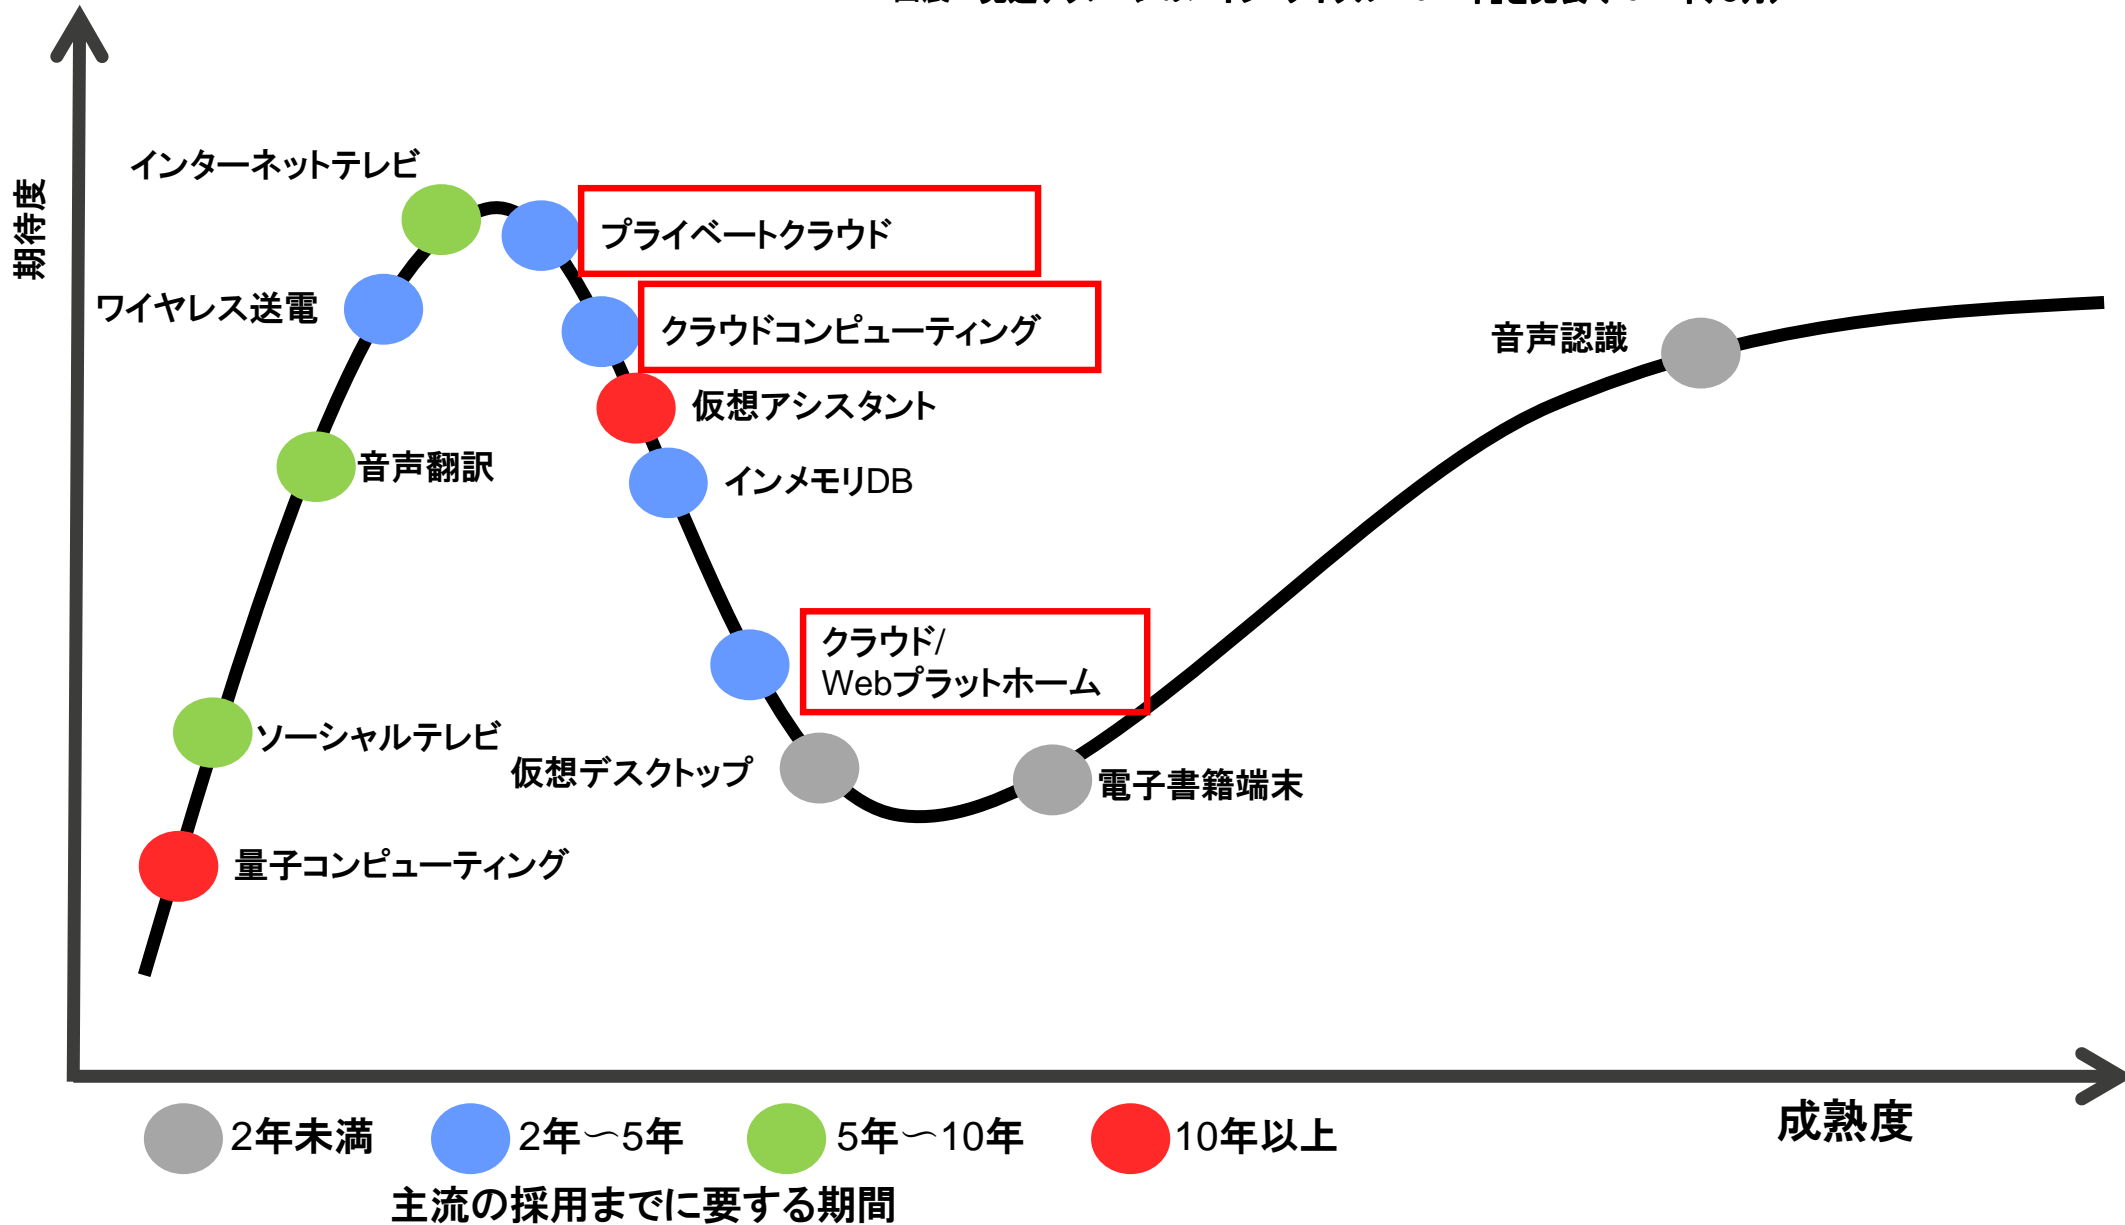 インターネットテレビ
期待度
プライベートクラウド
ワイヤレス送電
クラウドコンピューティング
音声認識
仮想アシスタント
音声翻訳
インメモリDB
クラウド/
Webプラットホーム
ソーシャルテレビ
仮想デスクトップ
電子書籍端末
量子コンピューティング
2年未満
2年〜5年
5年〜10年
10年以上
成熟度
主流の採用までに要する期間